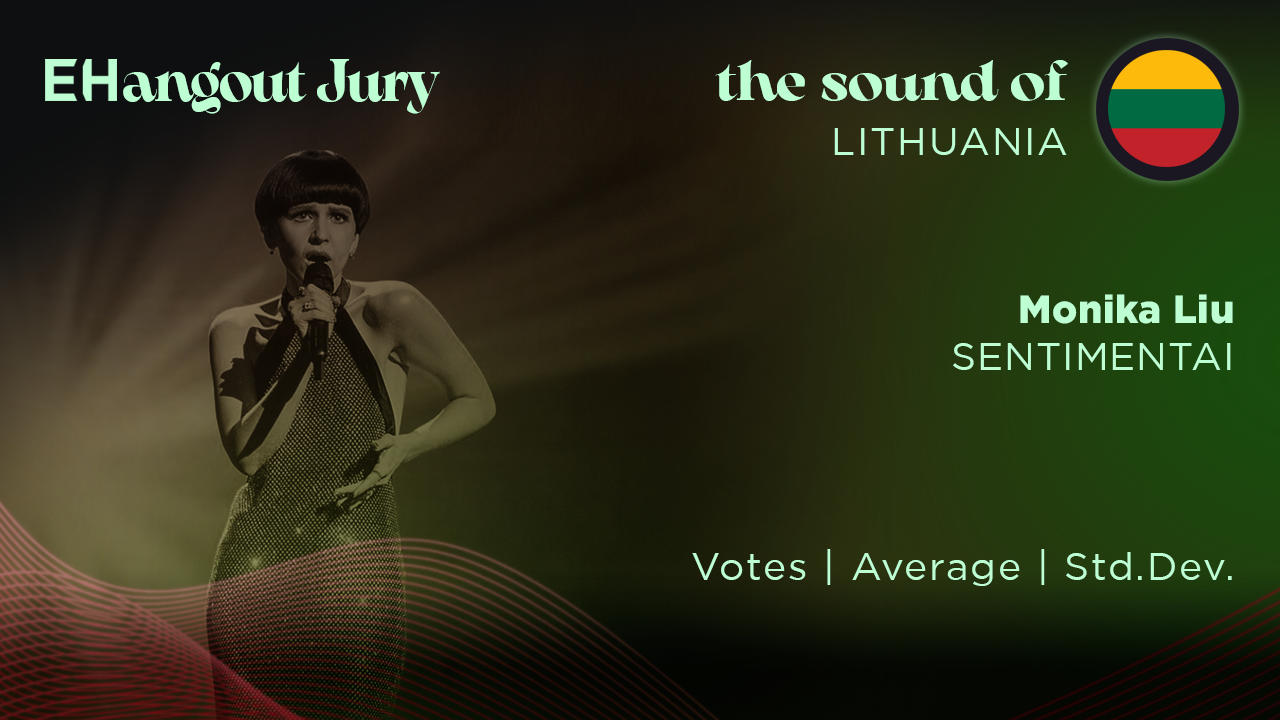 EHangout Jury
the sound of
LITHUANIA
Monika Liu
SENTIMENTAI
Votes | Average | Std.Dev.